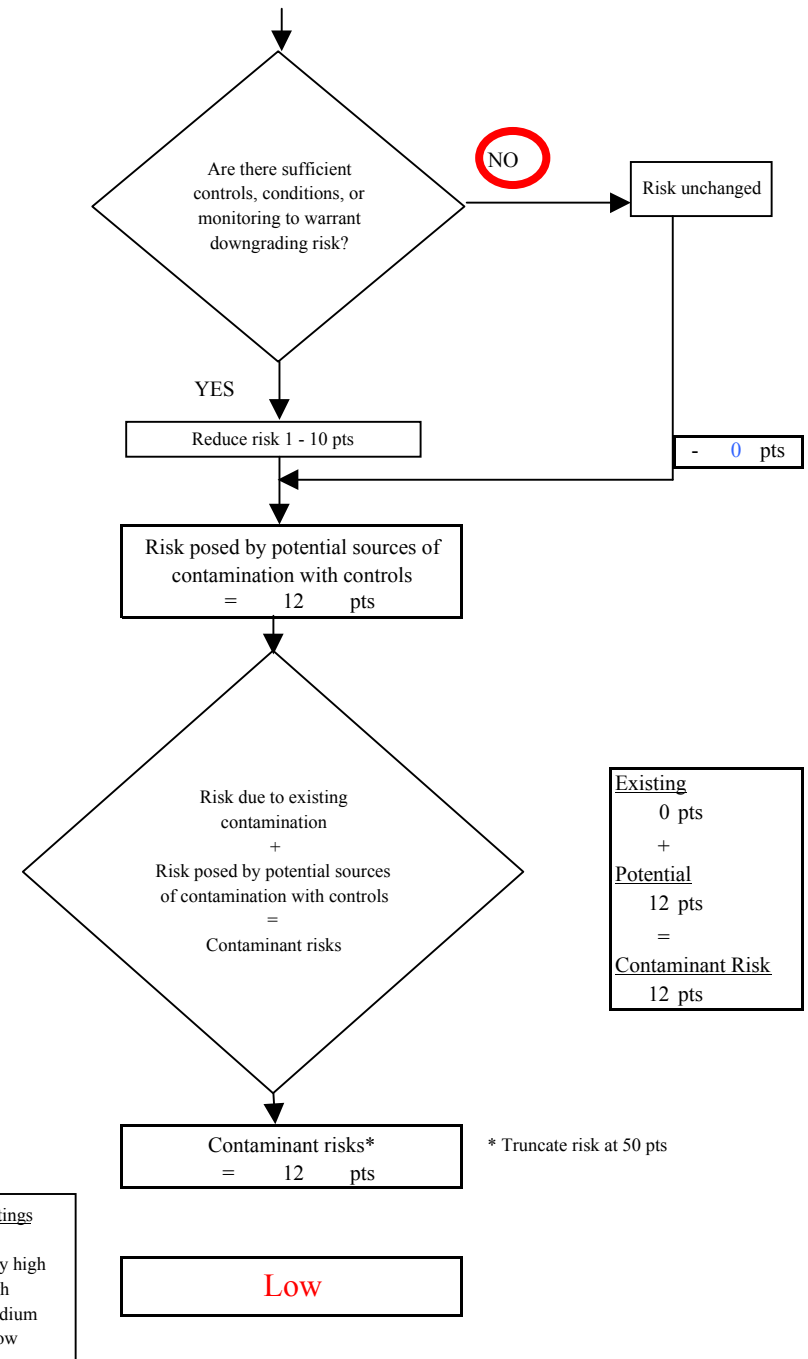 Are there sufficient
controls, conditions, or
monitoring to warrant
downgrading risk?
NO
Risk unchanged
YES
Reduce risk 1 - 10 pts
- 0 pts
Risk posed by potential sources of
contamination with controls
= 12 pts
Risk due to existing
contamination
+
Risk posed by potential sources
of contamination with controls
=
Contaminant risks
Existing
0 pts
+
Potential
12 pts
=
Contaminant Risk
12 pts
Contaminant risks*
= 12 pts
* Truncate risk at 50 pts
high
Low